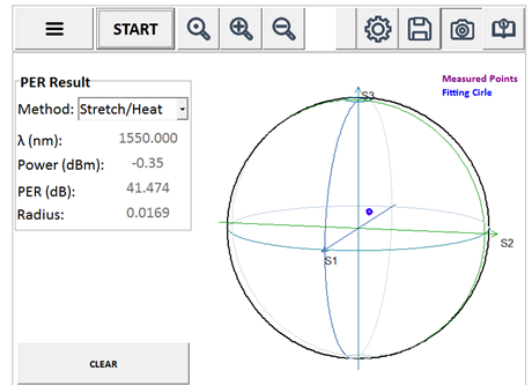 START
PER Result
Method: Stretch/Heat
λ (nm): 1550.000
Power (dBm): -0.35
PER (dB): 41.474
Radius: 0.0169
CLEAR
Measured Points
Fitting Cirle
S3
S2
S1